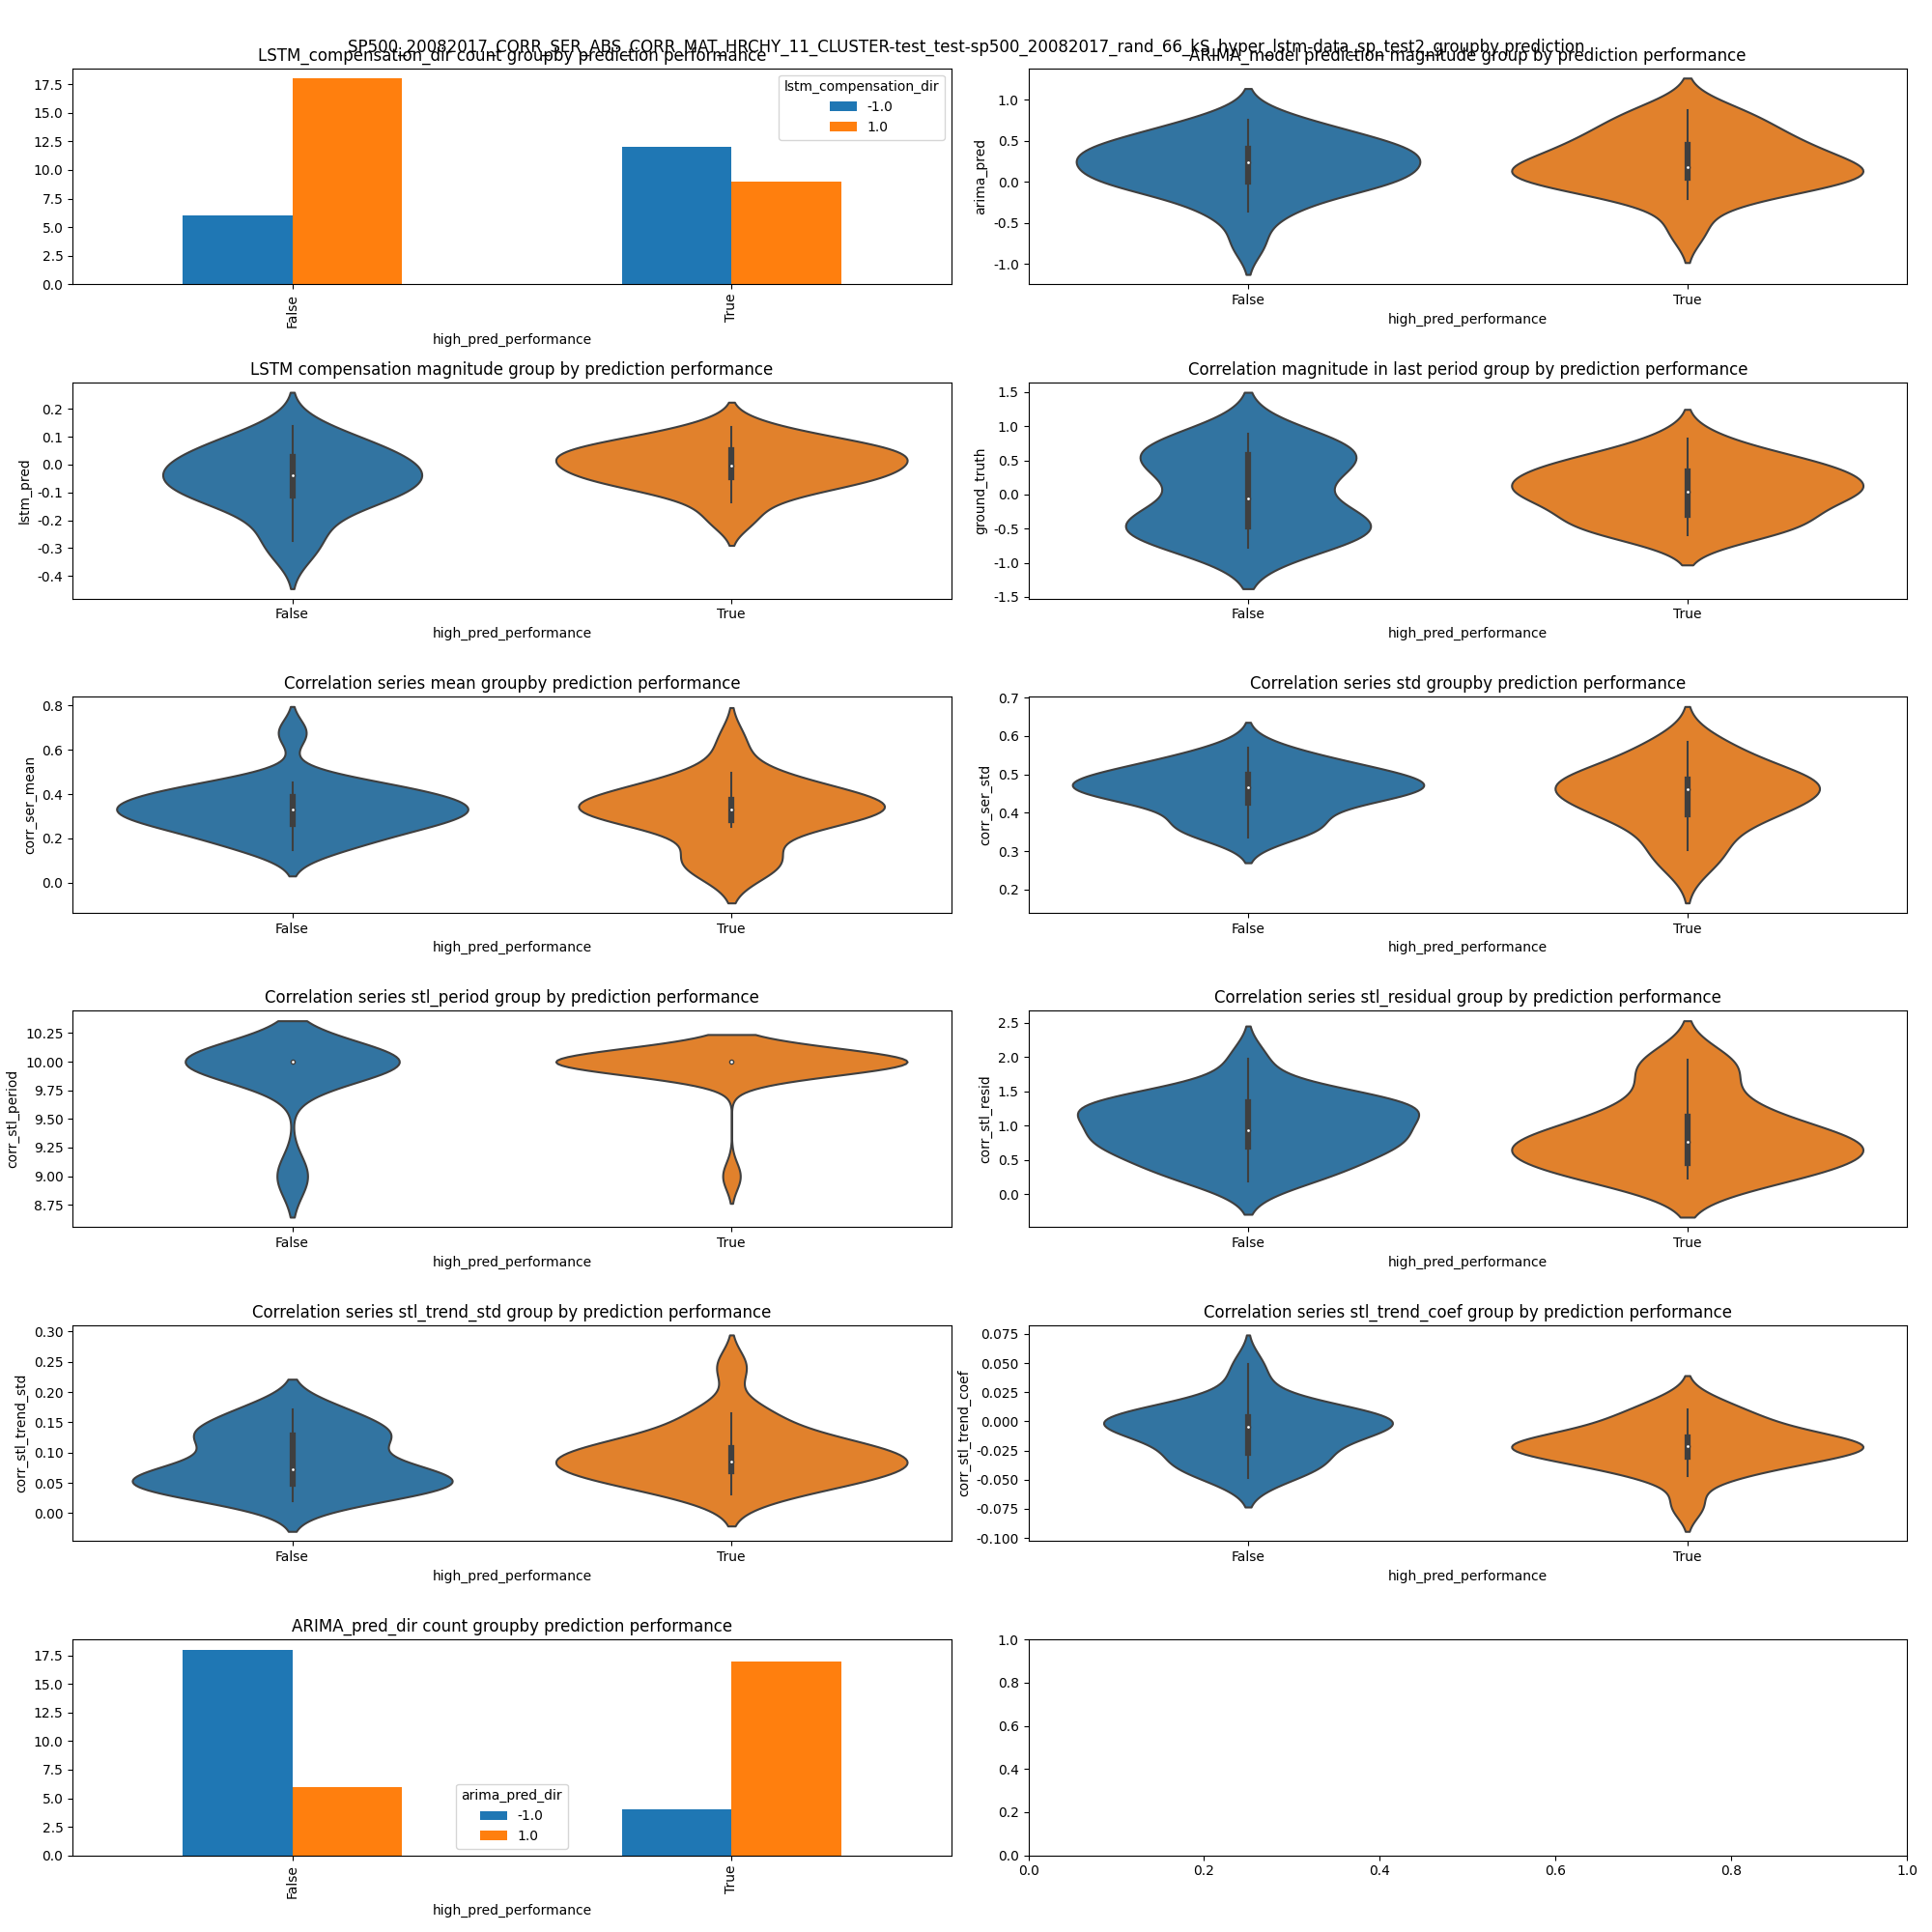 SP500_20082017_CORR_SER_ABS_CORR_MAT_HRCHY_11_CLUSTER-test_test-sp500_20082017_rand_66_kS_hyper_lstm-data_sp_test2_groupby prediction
LSTM_compensation_dir count groupby prediction performance
17.5
15.0
12.5
10.0
7.5
5.0
2.5
0.0
lstm_compensation_dir
-1.0
1.0
False
True
high_pred_performance
ARIMA_model prediction magnitude group by prediction performance
arima_pred
1.0
0.5
0.0
-0.5
-1.0
False
True
high_pred_performance
LSTM compensation magnitude group by prediction performance
lstm_pred
0.2
0.1
0.0
-0.1
-0.2
-0.3
-0.4
False
True
high_pred_performance
Correlation magnitude in last period group by prediction performance
ground_truth
1.5
1.0
0.5
0.0
-0.5
-1.0
-1.5
False
True
high_pred_performance
Correlation series mean groupby prediction performance
corr_ser_mean
0.8
0.6
0.4
0.2
0.0
False
True
high_pred_performance
Correlation series std groupby prediction performance
corr_ser_std
0.7
0.6
0.5
0.4
0.3
0.2
False
True
high_pred_performance
Correlation series stl_period group by prediction performance
corr_stl_period
10.25
10.00
9.75
9.50
9.25
9.00
8.75
False
True
high_pred_performance
Correlation series stl_residual group by prediction performance
corr_stl_resid
2.5
2.0
1.5
1.0
0.5
0.0
False
True
high_pred_performance
Correlation series stl_trend_std group by prediction performance
corr_stl_trend_std
0.30
0.25
0.20
0.15
0.10
0.05
0.00
False
True
high_pred_performance
Correlation series stl_trend_coef group by prediction performance
corr_stl_trend_coef
0.075
0.050
0.025
0.000
-0.025
-0.050
-0.075
-0.100
False
True
high_pred_performance
ARIMA_pred_dir count groupby prediction performance
17.5
15.0
12.5
10.0
7.5
5.0
2.5
0.0
arima_pred_dir
-1.0
1.0
False
True
high_pred_performance
1.0
0.8
0.6
0.4
0.2
0.0
0.0
0.2
0.4
0.6
0.8
1.0